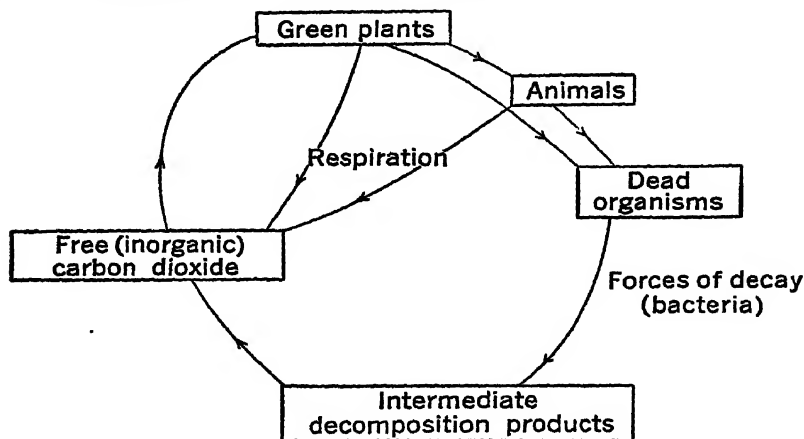 Green plants
Animals
Respiration
Dead
organisms
Free (inorganic)
carbon dioxide
Forces of decay
(bacteria)
Intermediate
decomposition products